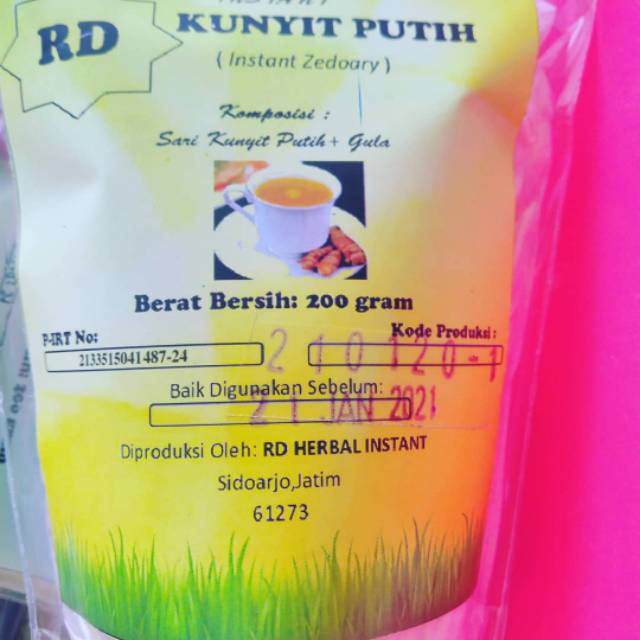 RD
INSTANT
KUNYIT PUTIH
( Instant Zedoary )
Komposisi :
Sari Kunyit Putih + Gula
Berat Bersih: 200 gram
P-IRT No:
Kode Produksi:
2133515041487-24
210120-1
Baik Digunakan Sebelum:
21 JAN 2021
Diproduksi Oleh: RD HERBAL INSTANT
Sidoarjo,Jatim
61273